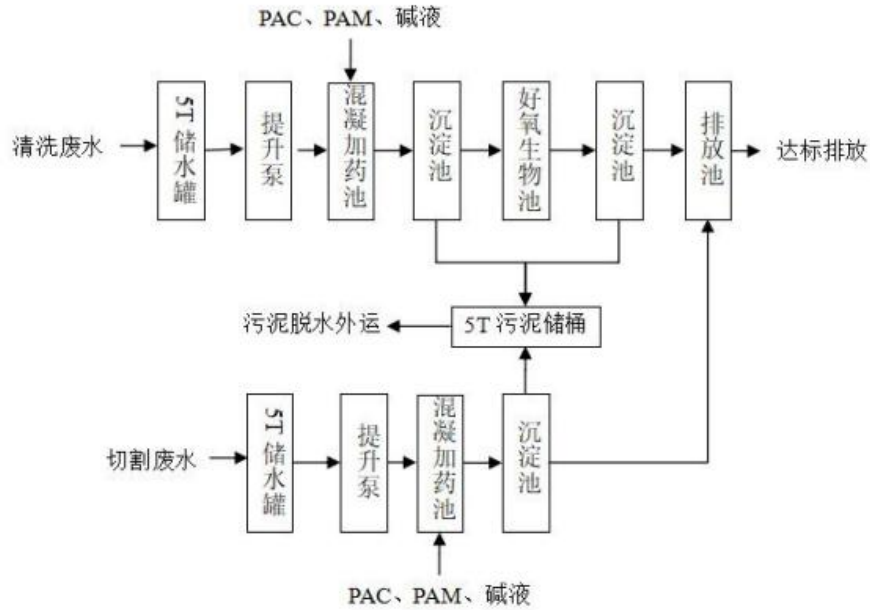 PAC、PAM、碱液
清洗废水
5T储水罐
提升泵
混凝加药池
沉淀池
好氧生物池
沉淀池
排放池
达标排放
污泥脱水外运
5T 污泥储桶
切割废水
5T储水罐
提升泵
混凝加药池
沉淀池
PAC、PAM、碱液